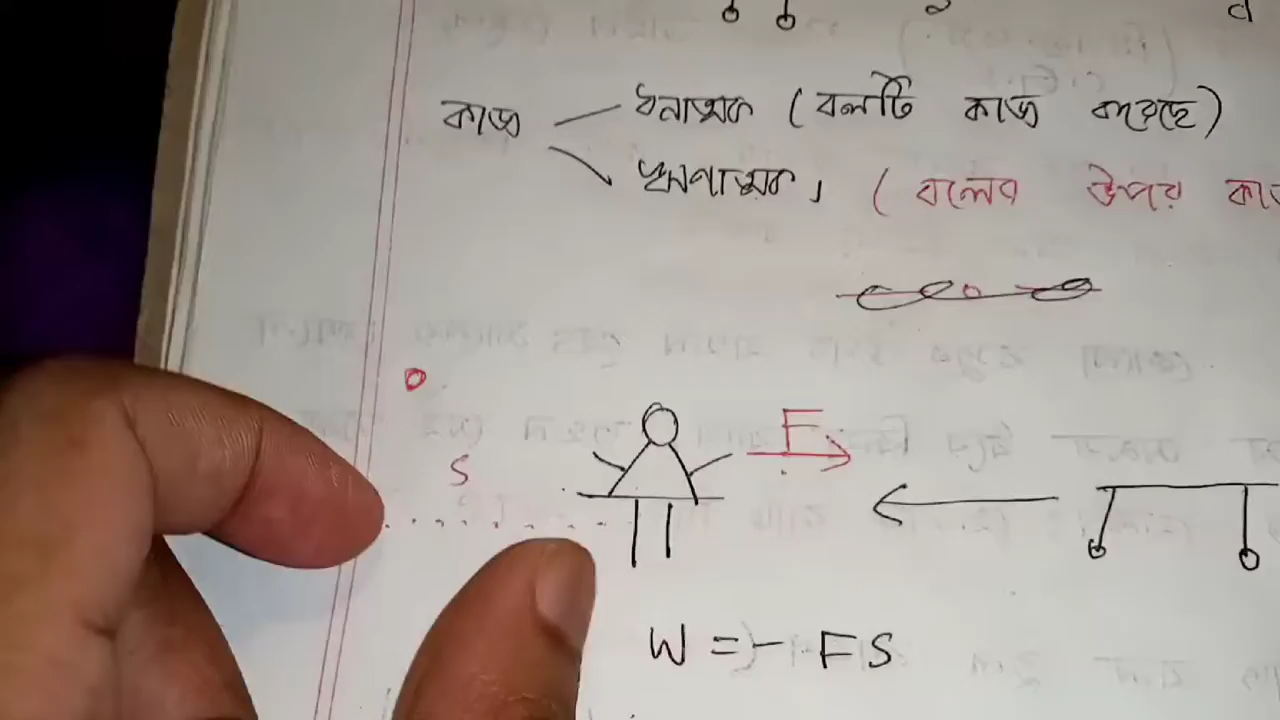 কাজ ধনাত্মক (বলটি কাজ করেছে)
ঋণাত্মক। (বলের উপর
F
S
W = - FS